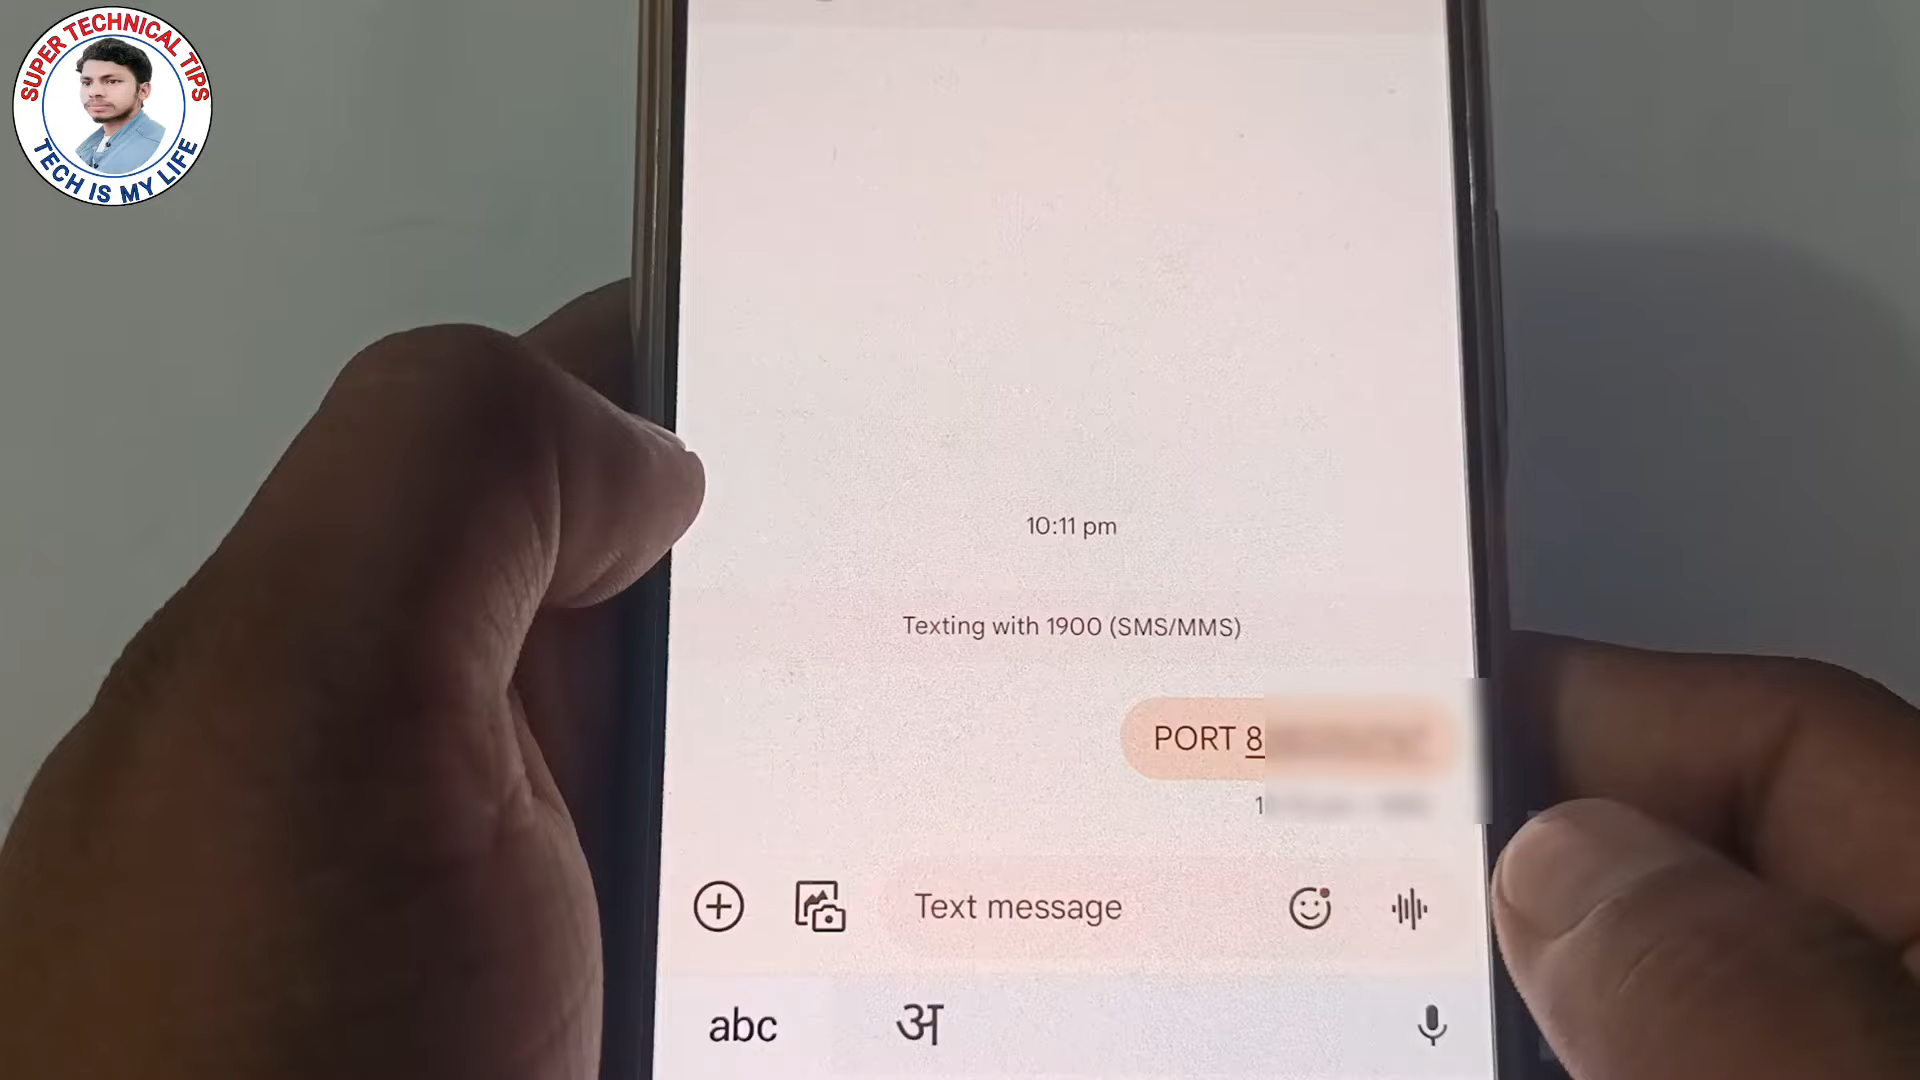 SUPER TECHNICAL TIPS
TECH IS MY LIFE
10:11 pm
Texting with 1900 (SMS/MMS)
PORT 8
1
Text message
abc
अ